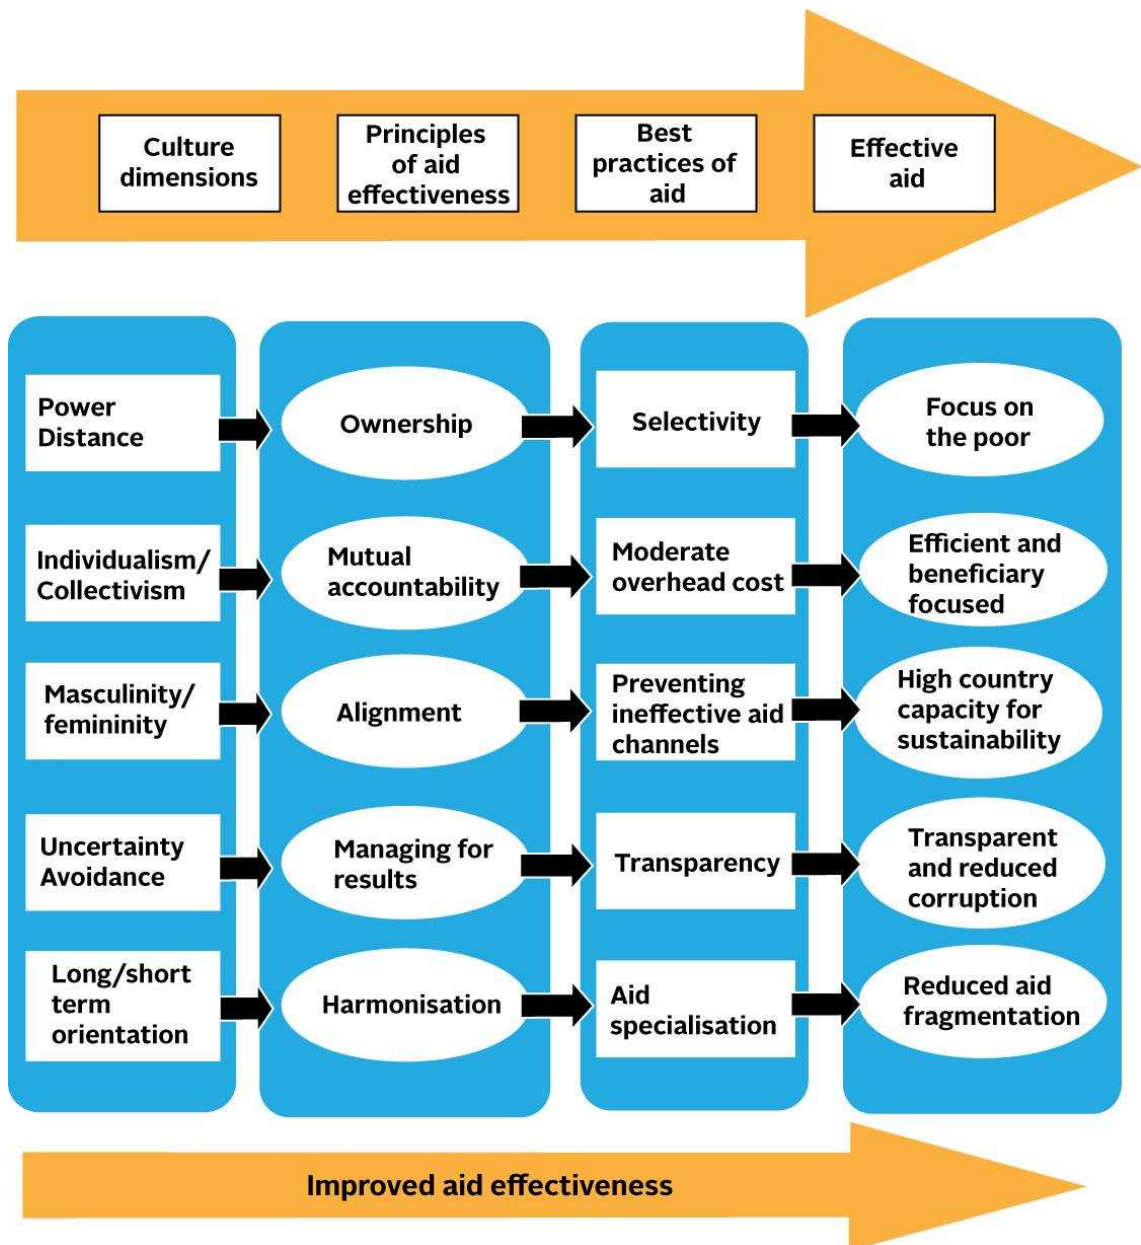 Culture
dimensions
Principles
of aid
effectiveness
Best
practices of
aid
Effective
aid
Power
Distance
Ownership
Selectivity
Focus on
the poor
Individualism/
Collectivism
Mutual
accountability
Moderate
overhead cost
Efficient and
beneficiary
focused
Masculinity/
femininity
Alignment
Preventing
ineffective aid
channels
High country
capacity for
sustainability
Uncertainty
Avoidance
Managing for
results
Transparency
Transparent
and reduced
corruption
Long/short
term
orientation
Harmonisation
Aid
specialisation
Reduced aid
fragmentation
Improved aid effectiveness